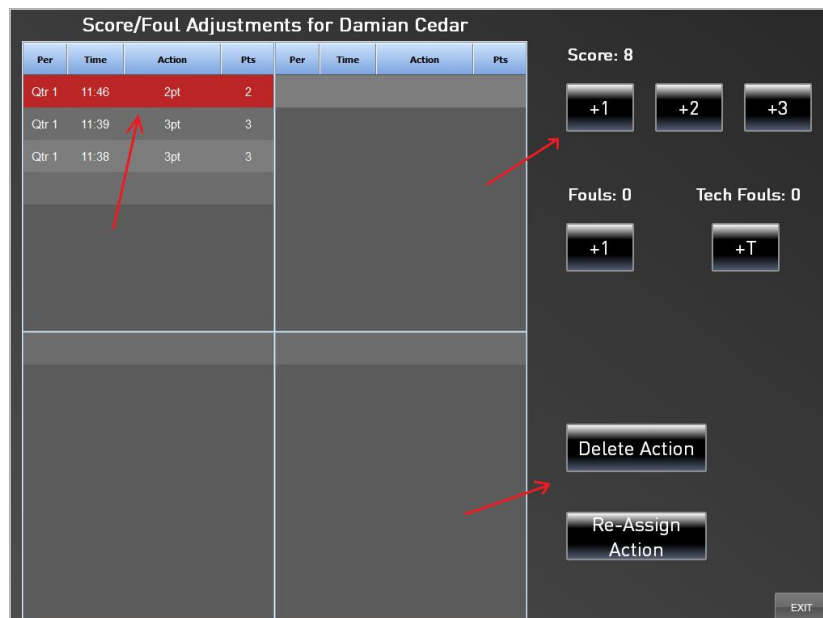 Score/Foul Adjustments for Damian Cedar
Per Time Action Pts Per Time Action Pts
Qtr 1 11:46 2pt 2
Qtr 1 11:39 3pt 3
Qtr 1 11:38 3pt 3
Score: 8
+1 +2 +3
Fouls: 0 Tech Fouls: 0
+1 +T
Delete Action
Re-Assign
Action
EXIT